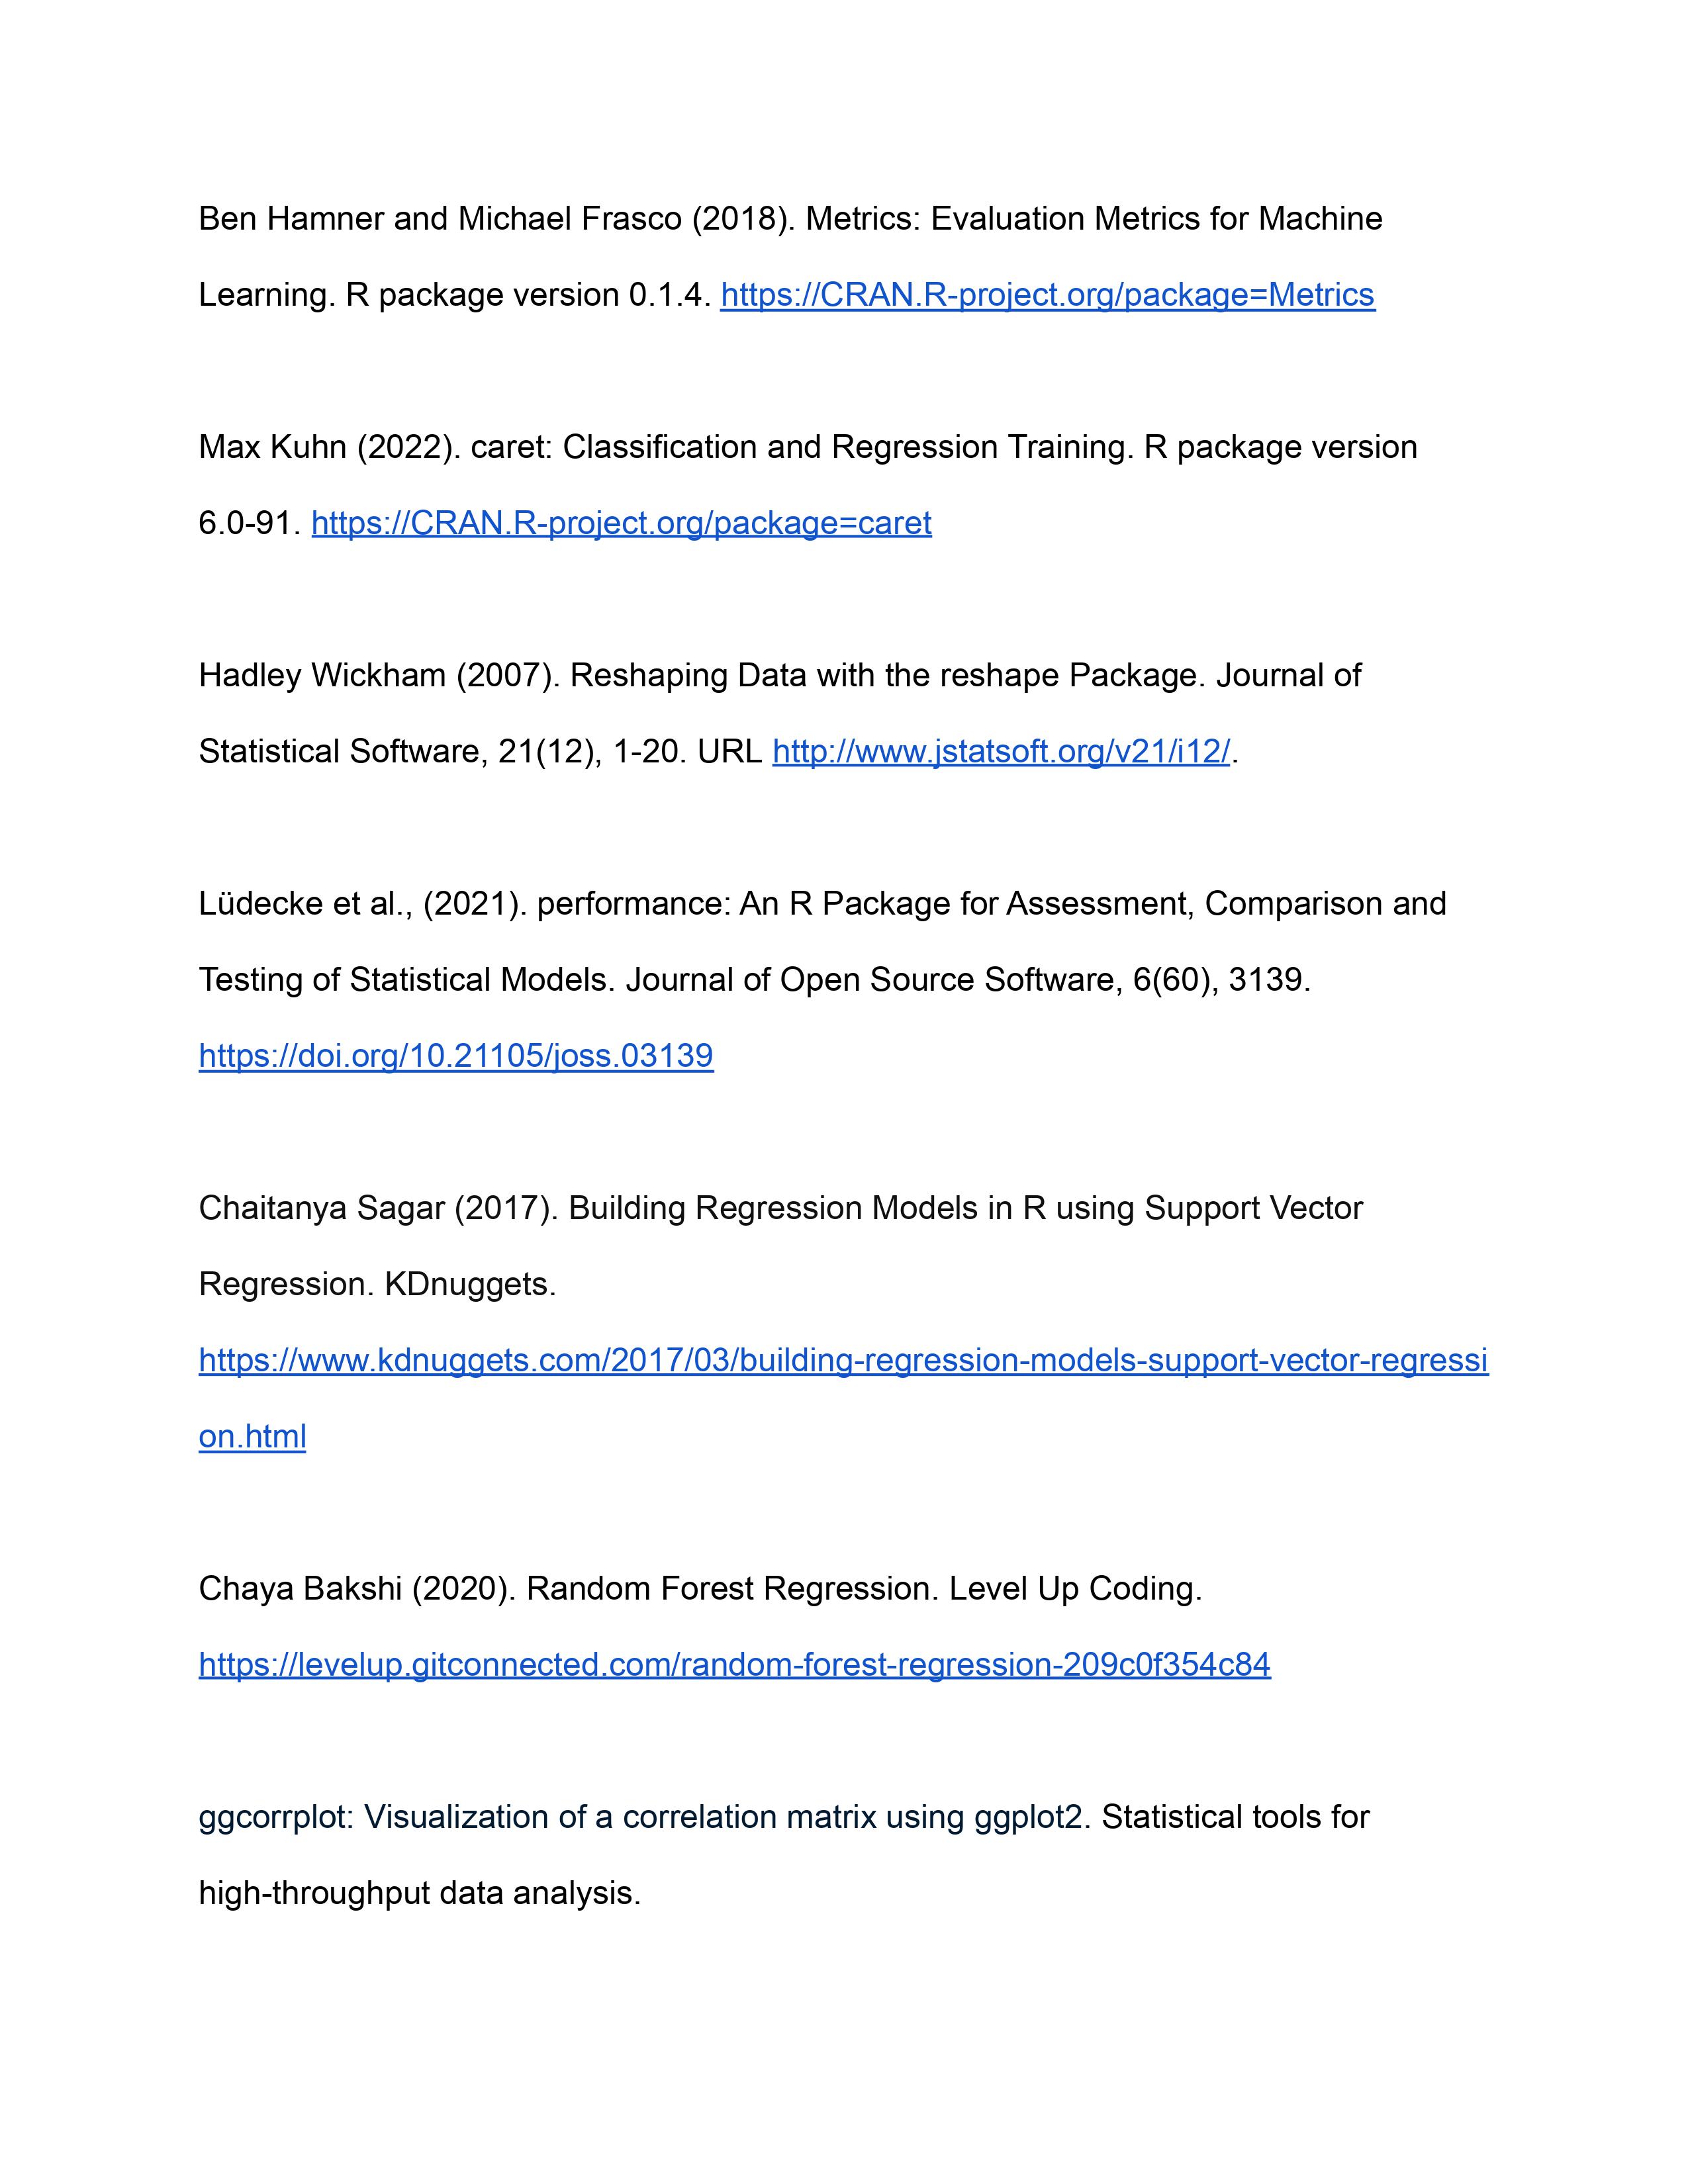 Ben Hamner and Michael Frasco (2018). Metrics: Evaluation Metrics for Machine
Learning. R package version 0.1.4. https://CRAN.R-project.org/package=Metrics
Max Kuhn (2022). caret: Classification and Regression Training. R package version
6.0-91. https://CRAN.R-project.org/package=caret
Hadley Wickham (2007). Reshaping Data with the reshape Package. Journal of
Statistical Software, 21(12), 1-20. URL http://www.jstatsoft.org/v21/i12/.
Lüdecke et al., (2021). performance: An R Package for Assessment, Comparison and
Testing of Statistical Models. Journal of Open Source Software, 6(60), 3139.
https://doi.org/10.21105/joss.03139
Chaitanya Sagar (2017). Building Regression Models in R using Support Vector
Regression. KDnuggets.
https://www.kdnuggets.com/2017/03/building-regression-models-support-vector-regressi
on.html
Chaya Bakshi (2020). Random Forest Regression. Level Up Coding.
https://levelup.gitconnected.com/random-forest-regression-209c0f354c84
ggcorrplot: Visualization of a correlation matrix using ggplot2. Statistical tools for
high-throughput data analysis.